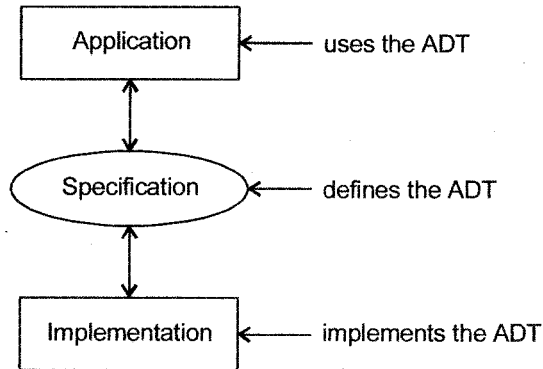 Application
uses the ADT
Specification
defines the ADT
Implementation
implements the ADT